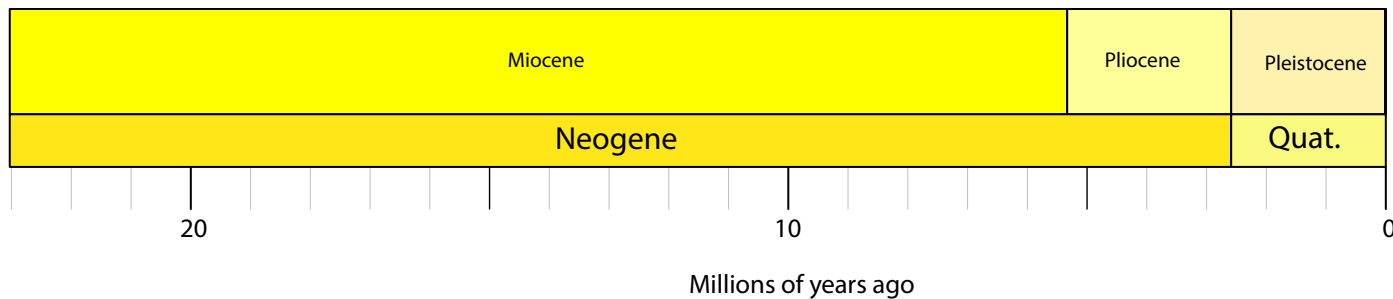 Miocene
Pliocene
Pleistocene
Neogene
Quat.
20
10
0
Millions of years ago